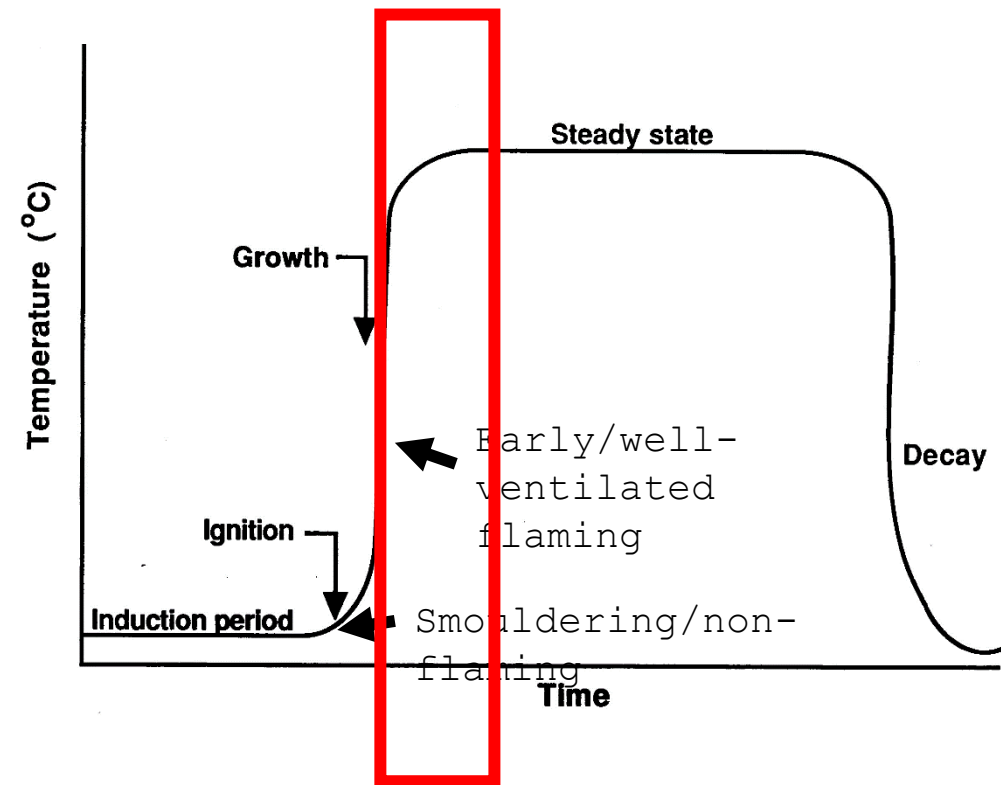 Steady state
Temperature (°C)
Growth
Early/well-
ventilated
flaming
Decay
Ignition
Induction period
Smouldering/non-
flaming
Time